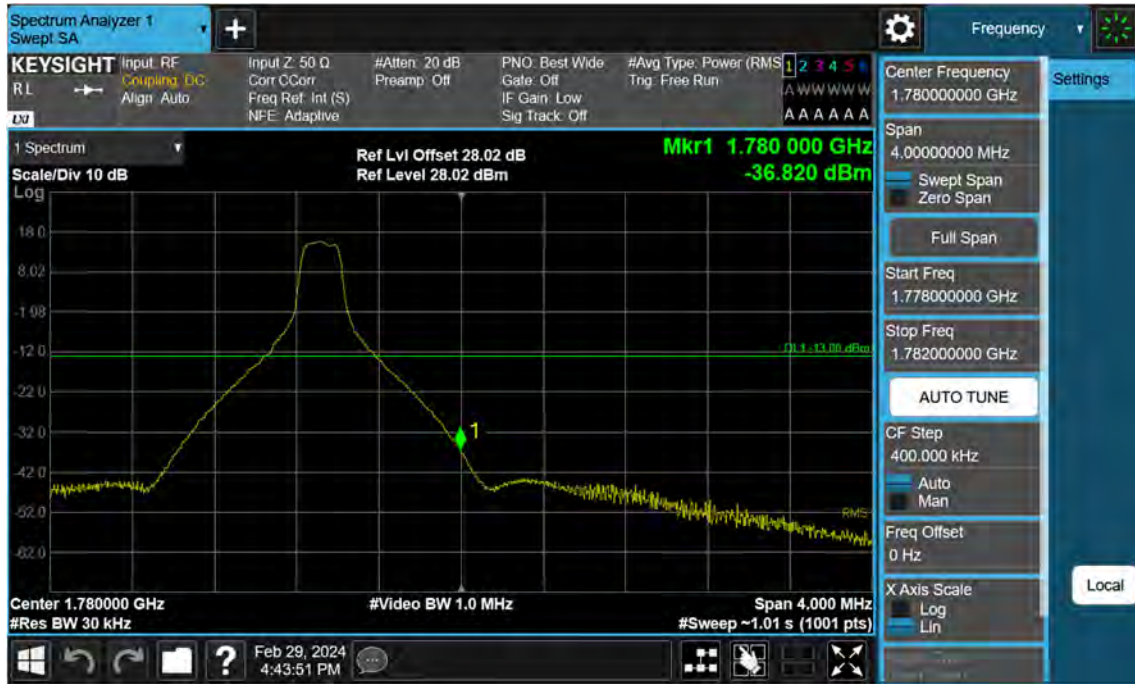 Spectrum Analyzer 1
Swept SA
+
Frequency
KEYSIGHT
RL
LXI
Input: RF
Coupling: DC
Align: Auto
Input Z: 50 Ω
Corr CCorr
Freq Ref: Int (S)
NFE: Adaptive
#Atten: 20 dB
Preamp: Off
PNO: Best Wide
Gate: Off
IF Gain: Low
Sig Track: Off
#Avg Type: Power (RMS
Trig: Free Run
1 2 3 4 5 6
A W W W W W
A A A A A A
1 Spectrum
Scale/Div 10 dB
Log
Ref Lvl Offset 28.02 dB
Ref Level 28.02 dBm
Mkr1 1.780 000 GHz
-36.820 dBm
18.0
8.02
-1.98
-12.0
-22.0
-32.0
-42.0
-52.0
-62.0
DL1 -13.00 dBm
1
RMS
Center 1.780000 GHz
#Res BW 30 kHz
#Video BW 1.0 MHz
Span 4.000 MHz
#Sweep ~1.01 s (1001 pts)
Center Frequency
1.780000000 GHz
Span
4.00000000 MHz
Swept Span
Zero Span
Full Span
Start Freq
1.778000000 GHz
Stop Freq
1.782000000 GHz
AUTO TUNE
CF Step
400.000 kHz
Auto
Man
Freq Offset
0 Hz
X Axis Scale
Log
Lin
Settings
Local
?
Feb 29, 2024
4:43:51 PM